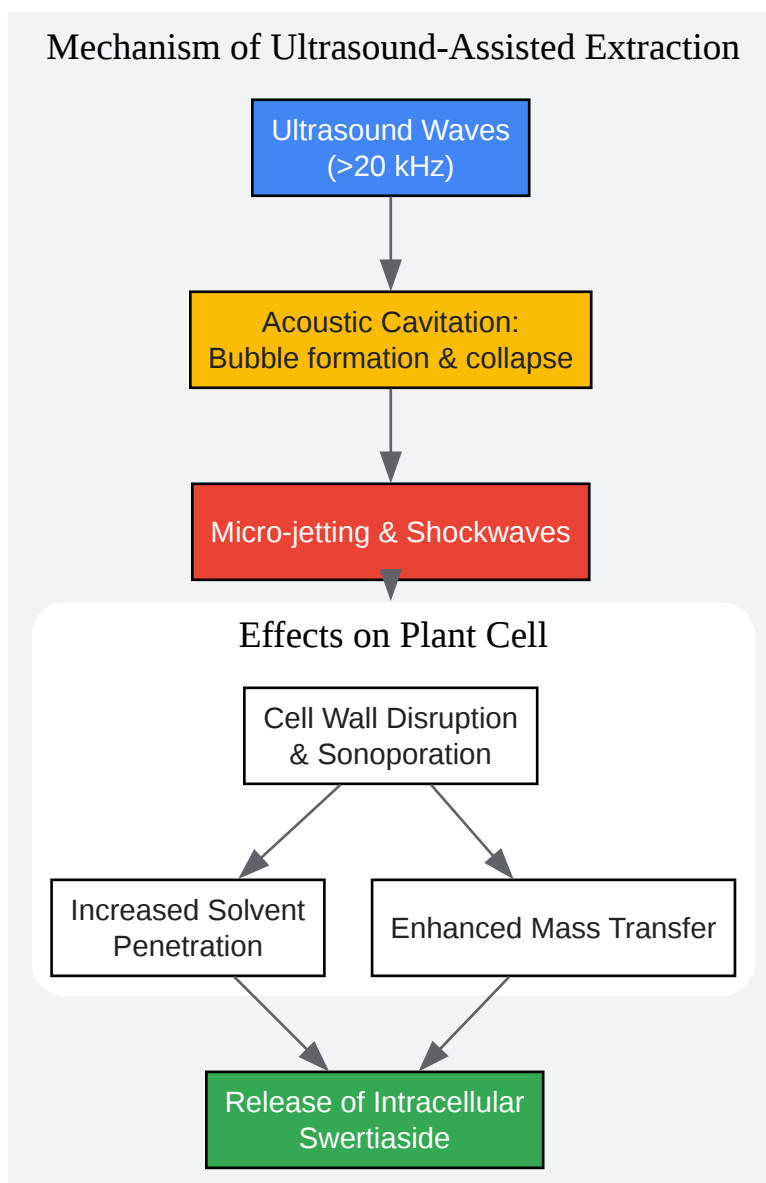 Mechanism of Ultrasound-Assisted Extraction
Ultrasound Waves
(>20 kHz)
Acoustic Cavitation:
Bubble formation & collapse
Micro-jetting & Shockwaves
Effects on Plant Cell
Cell Wall Disruption
& Sonoporation
Increased Solvent
Penetration
Enhanced Mass Transfer
Release of Intracellular
Swertiaside